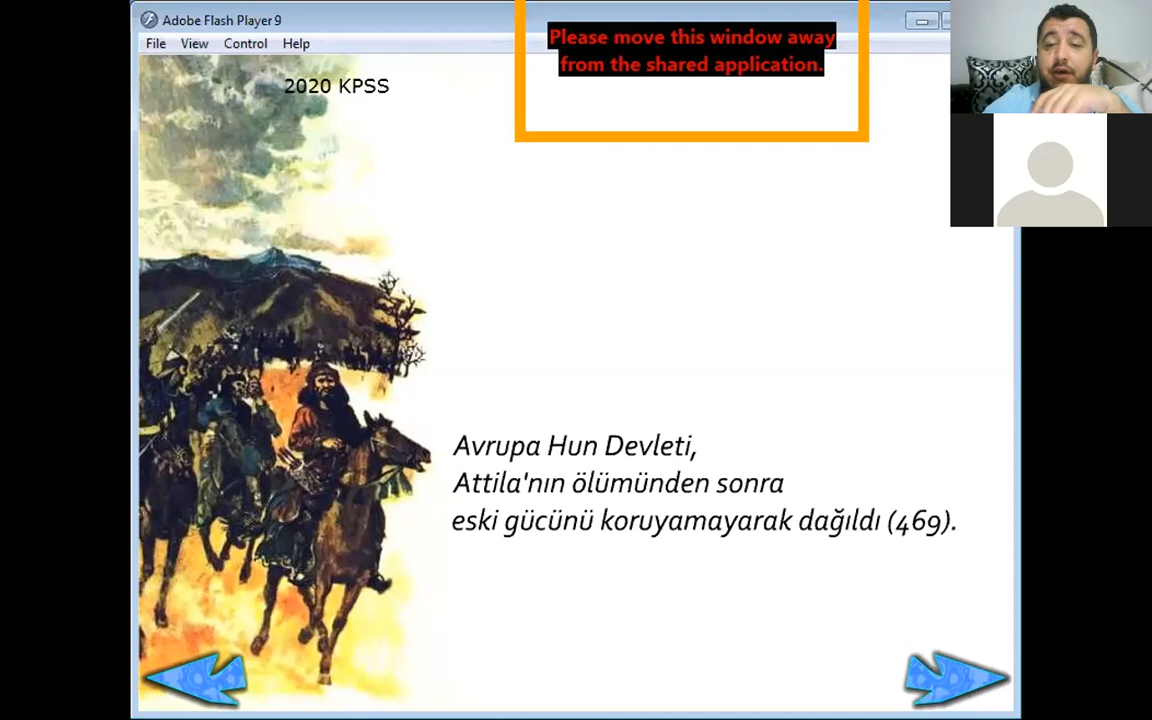 Adobe Flash Player 9
File View Control Help
Please move this window away
from the shared application.
2020 KPSS
Avrupa Hun Devleti,
Attila'nın ölümünden sonra
eski gücünü koruyamayarak dağıldı (469).